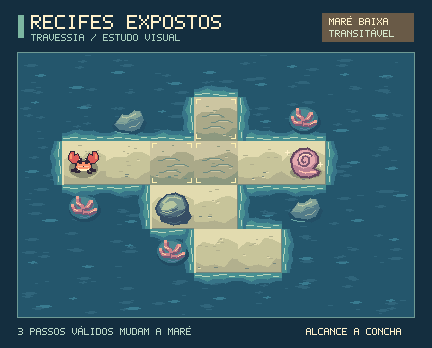 RECIFES EXPOSTOS
TRAVESSIA / ESTUDO VISUAL
MARÉ BAIXA
TRANSITÁVEL
3 PASSOS VÁLIDOS MUDAM A MARÉ
ALCANCE A CONCHA